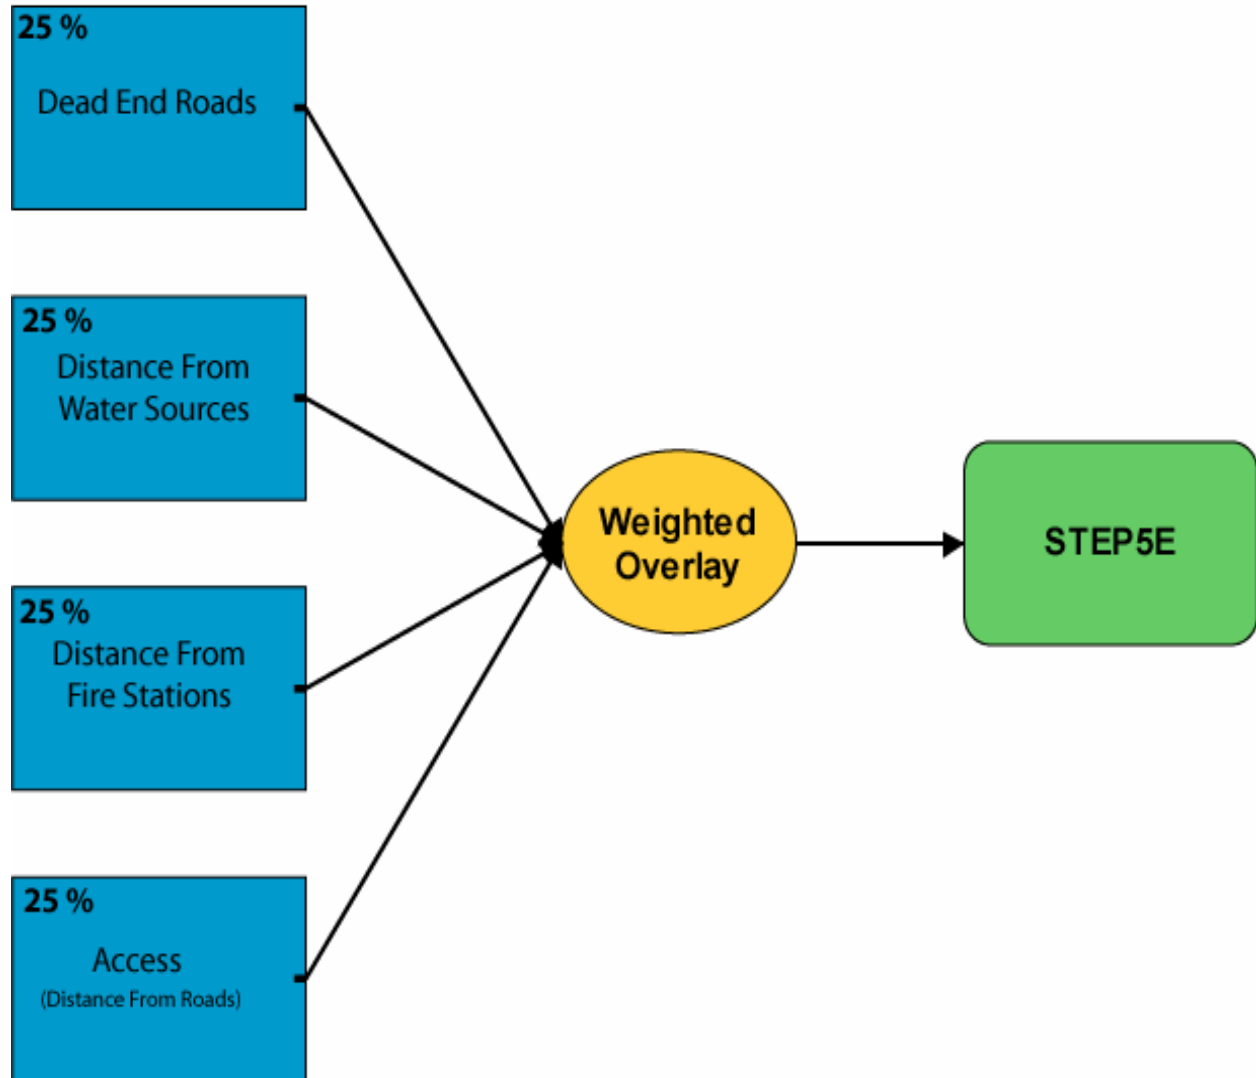 25 %
Dead End Roads
25 %
Distance From
Water Sources
25 %
Distance From
Fire Stations
25 %
Access
(Distance From Roads)
Weighted
Overlay
STEP5E